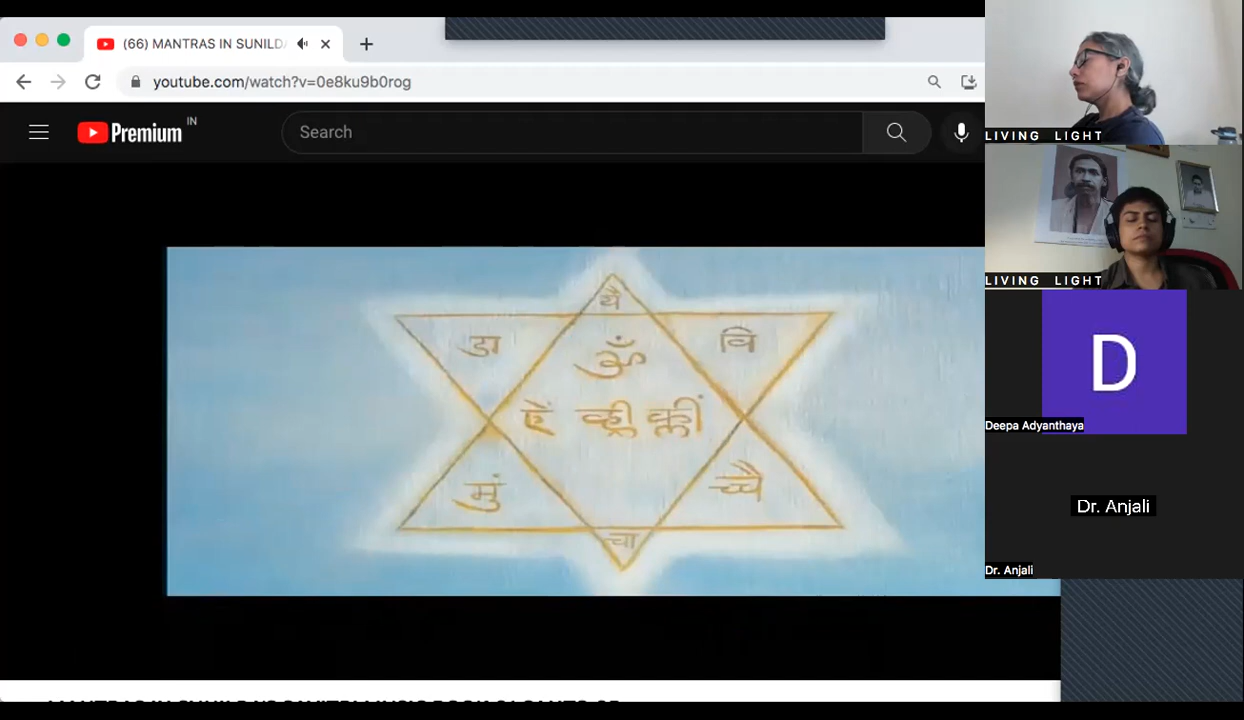 (66) MANTRAS IN SUNILDA
youtube.com/watch?v=0e8ku9b0rog
Premium IN
Search
यै
डा
ॐ
वि
ऐं ह्रीं क्लीं
मुं
च्चै
चा
LIVING LIGHT
LIVING LIGHT
D
Deepa Adyanthaya
Dr. Anjali
Dr. Anjali